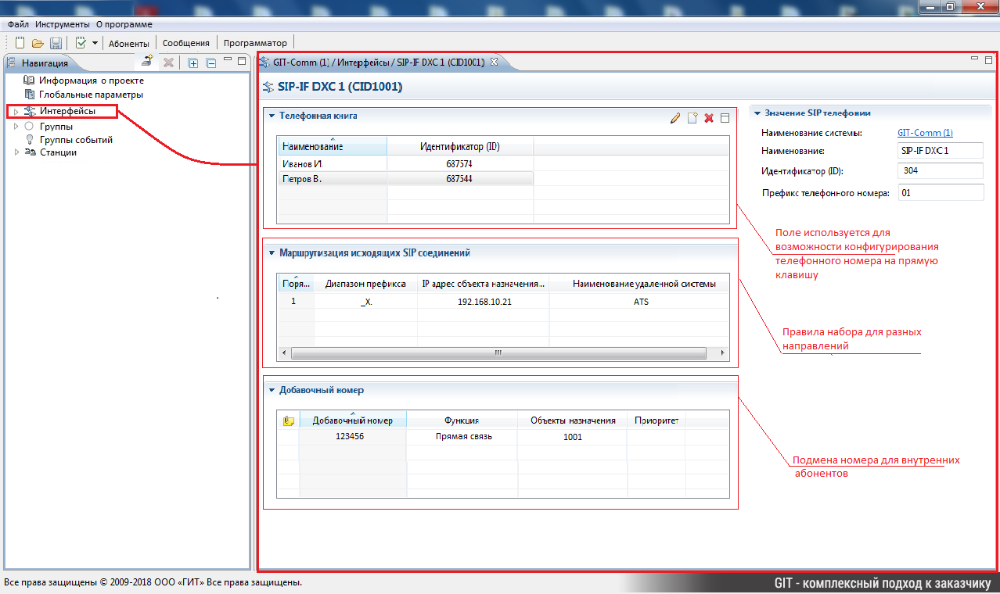 Файл Инструменты О программе
Абоненты Сообщения Программатор
Навигация
Информация о проекте
Глобальные параметры
Интерфейсы
Группы
Группы событий
Станции
GIT-Comm (1) / Интерфейсы / SIP-IF DXC 1 (CID1001)
SIP-IF DXC 1 (CID1001)
Телефонная книга
Наименование Идентификатор (ID)
Иванов И. 687574
Петров В. 687544
Значение SIP телефонии
Наименование системы: GIT-Comm (1)
Наименование: SIP-IF DXC 1
Идентификатор (ID): 304
Префикс телефонного номера: 01
Поле используется для
возможности конфигурирования
телефонного номера на прямую
клавишу
Маршрутизация исходящих SIP соединений
Поря... Диапазон префикса IP адрес объекта назначения... Наименование удаленной системы
1 _X. 192.168.10.21 ATS
Правила набора для разных
направлений
Добавочный номер
Добавочный номер Функция Объекты назначения Приоритет
123456 Прямая связь 1001
Подмена номера для внутренних
абонентов
Все права защищены © 2009-2018 ООО «ГИТ» Все права защищены.
GIT - комплексный подход к заказчику